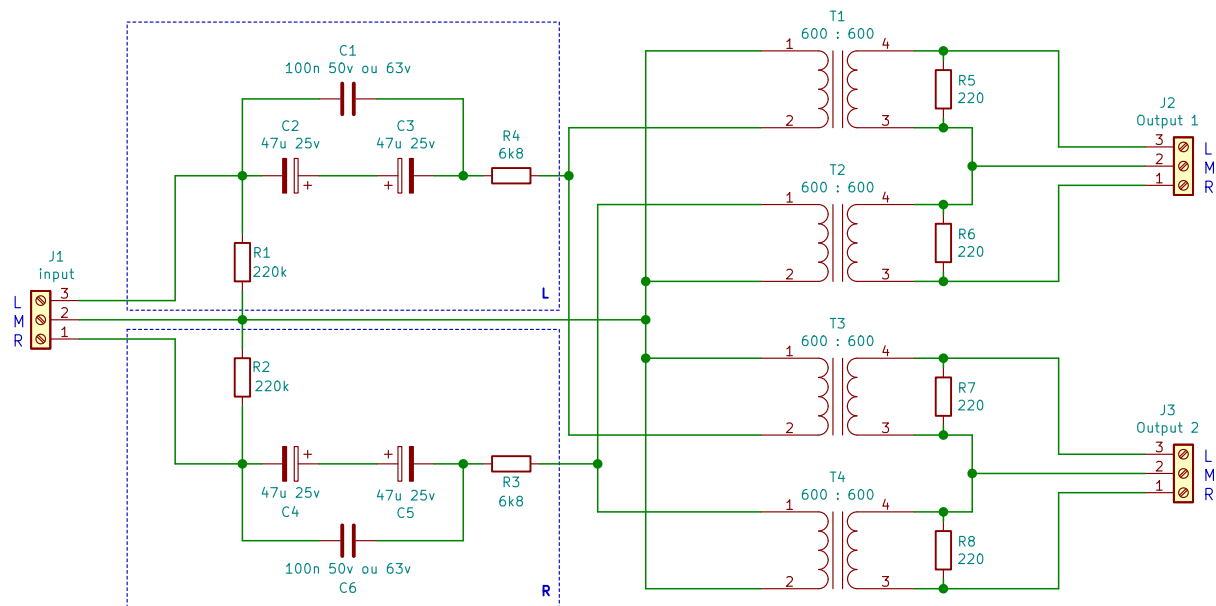 C1
100n 50v ou 63v
C2
47u 25v
C3
47u 25v
+
+
R4
6k8
R1
220k
L
J1
input
L 3
M 2
R 1
R2
220k
+
+
47u 25v
C4
47u 25v
C5
R3
6k8
100n 50v ou 63v
C6
R
T1
600 : 600
1
4
2
3
R5
220
T2
600 : 600
1
4
2
3
R6
220
J2
Output 1
3 L
2 M
1 R
T3
600 : 600
1
4
2
3
R7
220
T4
600 : 600
1
4
2
3
R8
220
J3
Output 2
3 L
2 M
1 R